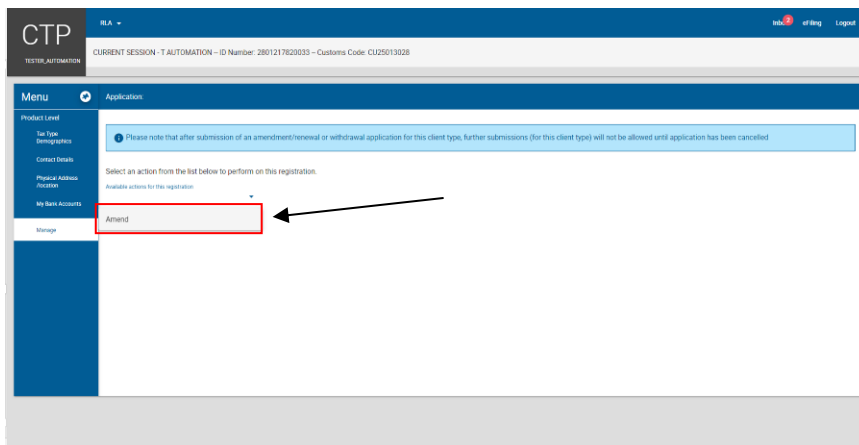 CTP
TESTER_AUTOMATION
RLA
Inbox
2
eFiling
Logout
CURRENT SESSION - T AUTOMATION – ID Number: 2801217820033 – Customs Code: CU25013028
Menu
Application:
Product Level
Tax Type
Demographics
Contact Details
Physical Address
/location
My Bank Accounts
Manage
Please note that after submission of an amendment/renewal or withdrawal application for this client type, further submissions (for this client type) will not be allowed until application has been cancelled
Select an action from the list below to perform on this registration.
Available actions for this registration
Amend